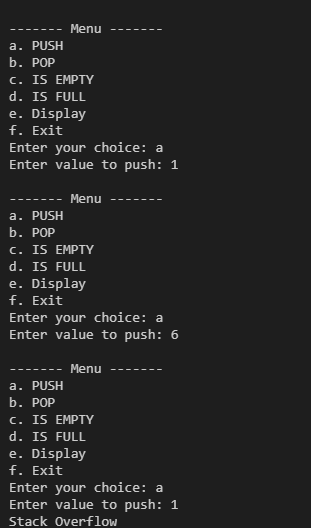 ------- Menu -------
a. PUSH
b. POP
c. IS EMPTY
d. IS FULL
e. Display
f. Exit
Enter your choice: a
Enter value to push: 1
------- Menu -------
a. PUSH
b. POP
c. IS EMPTY
d. IS FULL
e. Display
f. Exit
Enter your choice: a
Enter value to push: 6
------- Menu -------
a. PUSH
b. POP
c. IS EMPTY
d. IS FULL
e. Display
f. Exit
Enter your choice: a
Enter value to push: 1
Stack Overflow